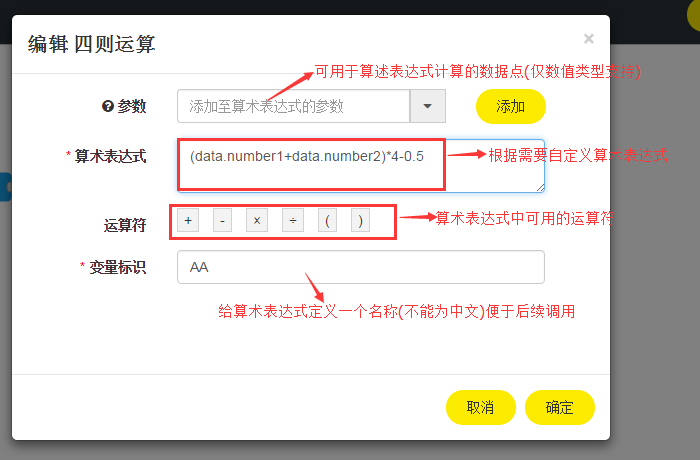 编辑 四则运算
×
可用于算述表达式计算的数据点(仅数值类型支持)
参数
添加至算术表达式的参数
添加
* 算术表达式
(data.number1+data.number2)*4-0.5
根据需要自定义算术表达式
运算符
+ - × ÷ ( )
算术表达式中可用的运算符
* 变量标识
AA
给算术表达式定义一个名称(不能为中文)便于后续调用
取消
确定